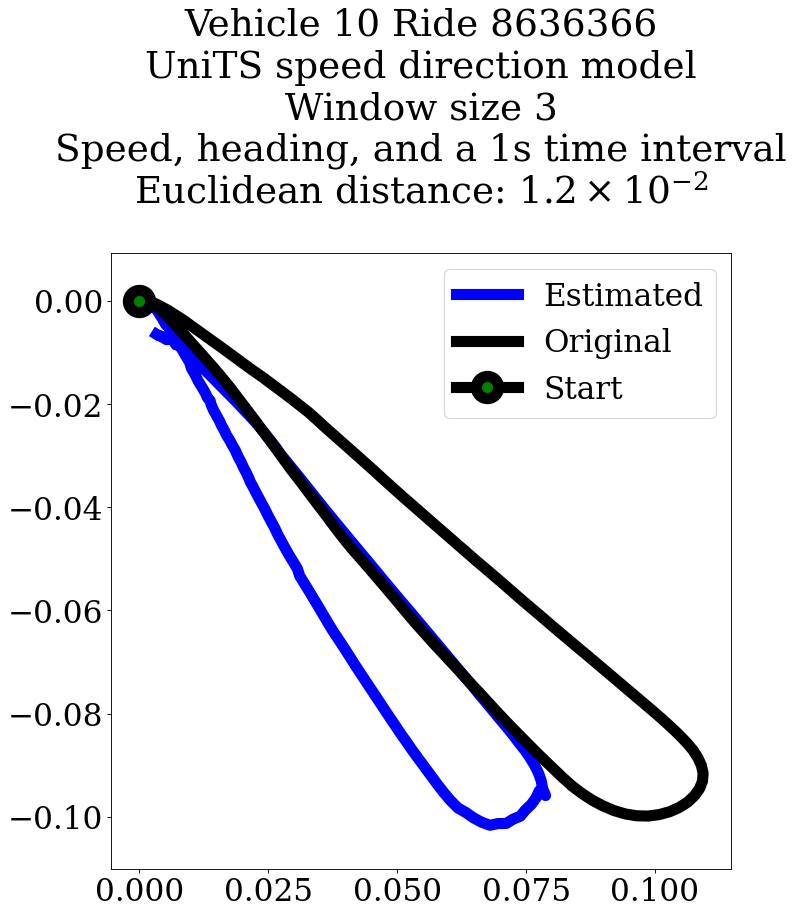 Vehicle 10 Ride 8636366
UniTS speed direction model
Window size 3
Speed, heading, and a 1s time interval
Euclidean distance: 1.2 × 10⁻²
Estimated
Original
Start
0.00
−0.02
−0.04
−0.06
−0.08
−0.10
0.000 0.025 0.050 0.075 0.100